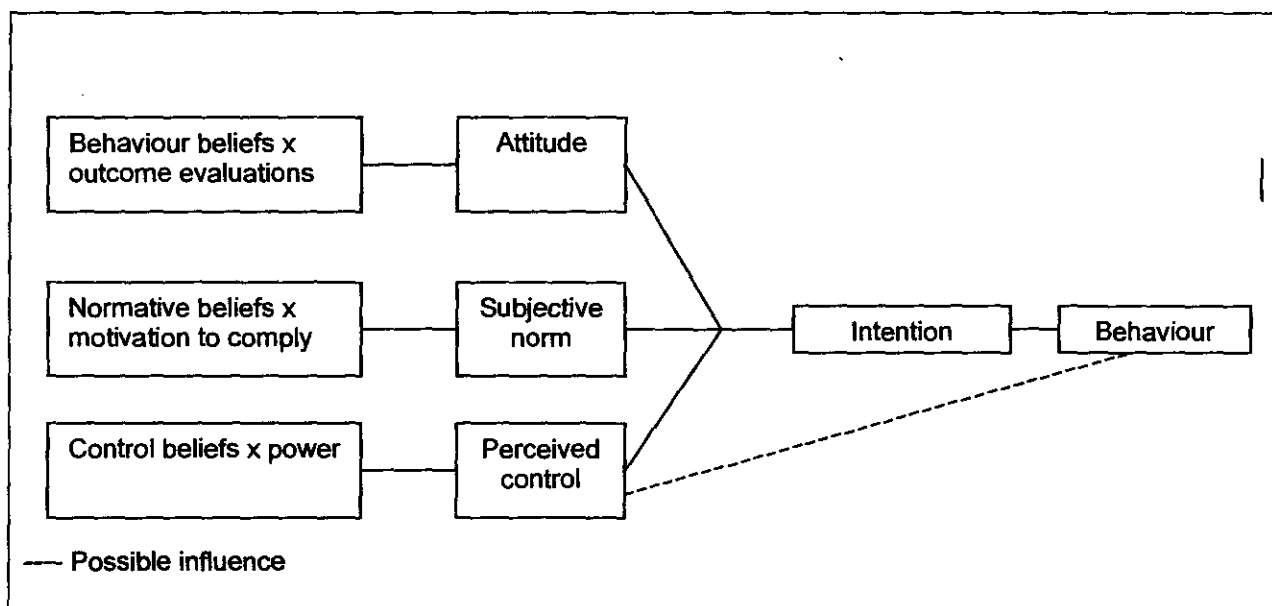 Behaviour beliefs x
outcome evaluations
Attitude
Normative beliefs x
motivation to comply
Subjective
norm
Intention
Behaviour
Control beliefs x power
Perceived
control
Possible influence